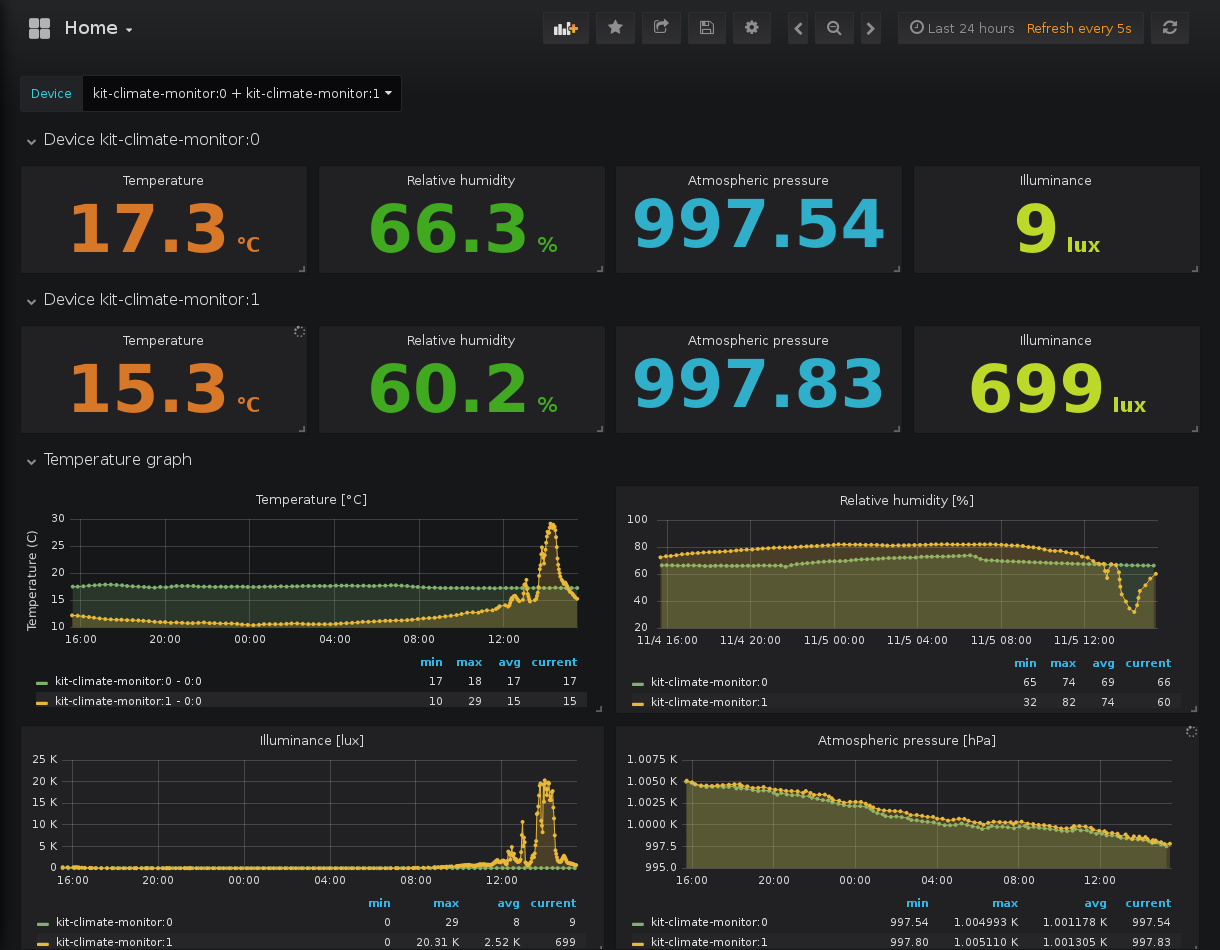 Home
Last 24 hours Refresh every 5s
Device kit-climate-monitor:0 + kit-climate-monitor:1
Device kit-climate-monitor:0
Temperature Relative humidity Atmospheric pressure Illuminance
17.3 °C 66.3 % 997.54 9 lux
Device kit-climate-monitor:1
Temperature Relative humidity Atmospheric pressure Illuminance
15.3 °C 60.2 % 997.83 699 lux
Temperature graph
Temperature [°C]
Temperature (C)
30
25
20
15
10
16:00 20:00 00:00 04:00 08:00 12:00
min max avg current
kit-climate-monitor:0 - 0:0 17 18 17 17
kit-climate-monitor:1 - 0:0 10 29 15 15
Relative humidity [%]
100
80
60
40
20
11/4 16:00 11/4 20:00 11/5 00:00 11/5 04:00 11/5 08:00 11/5 12:00
min max avg current
kit-climate-monitor:0 65 74 69 66
kit-climate-monitor:1 32 82 74 60
Illuminance [lux]
25 K
20 K
15 K
10 K
5 K
0
16:00 20:00 00:00 04:00 08:00 12:00
min max avg current
kit-climate-monitor:0 0 29 8 9
kit-climate-monitor:1 0 20.31 K 2.52 K 699
Atmospheric pressure [hPa]
1.0075 K
1.0050 K
1.0025 K
1.0000 K
997.5
995.0
16:00 20:00 00:00 04:00 08:00 12:00
min max avg current
kit-climate-monitor:0 997.54 1.004993 K 1.001178 K 997.54
kit-climate-monitor:1 997.80 1.005110 K 1.001305 K 997.83